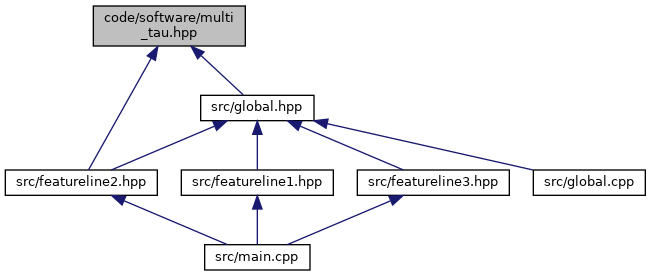 code/software/multi
_tau.hpp
src/global.hpp
src/featureline2.hpp
src/featureline1.hpp
src/featureline3.hpp
src/global.cpp
src/main.cpp